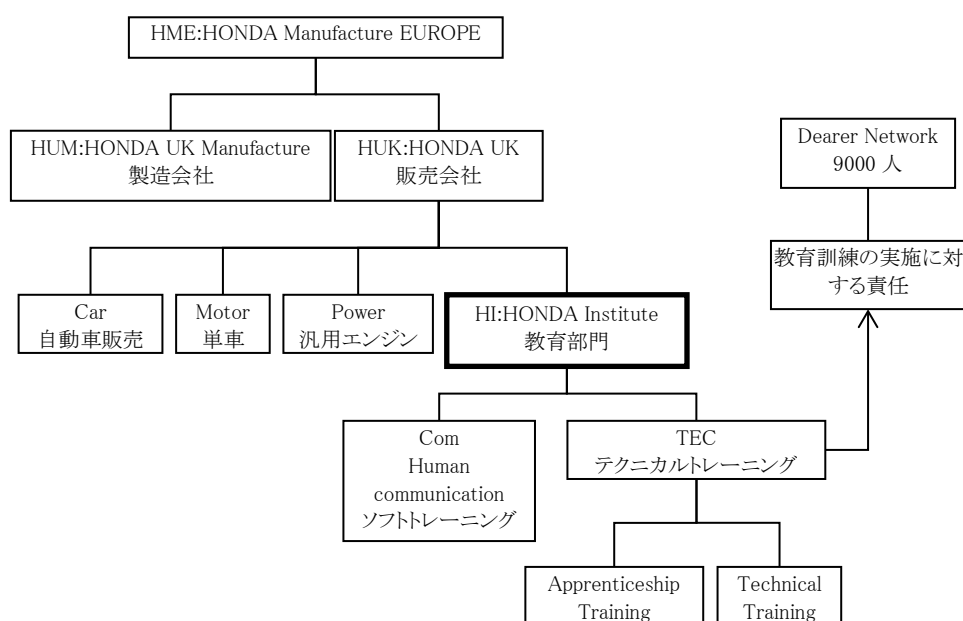 HME:HONDA Manufacture EUROPE
HUM:HONDA UK Manufacture
製造会社
HUK:HONDA UK
販売会社
Dearer Network
9000 人
教育訓練の実施に対
する責任
Car
自動車販売
Motor
単車
Power
汎用エンジン
HI:HONDA Institute
教育部門
Com
Human
communication
ソフトトレーニング
TEC
テクニカルトレーニング
Apprenticeship
Training
Technical
Training